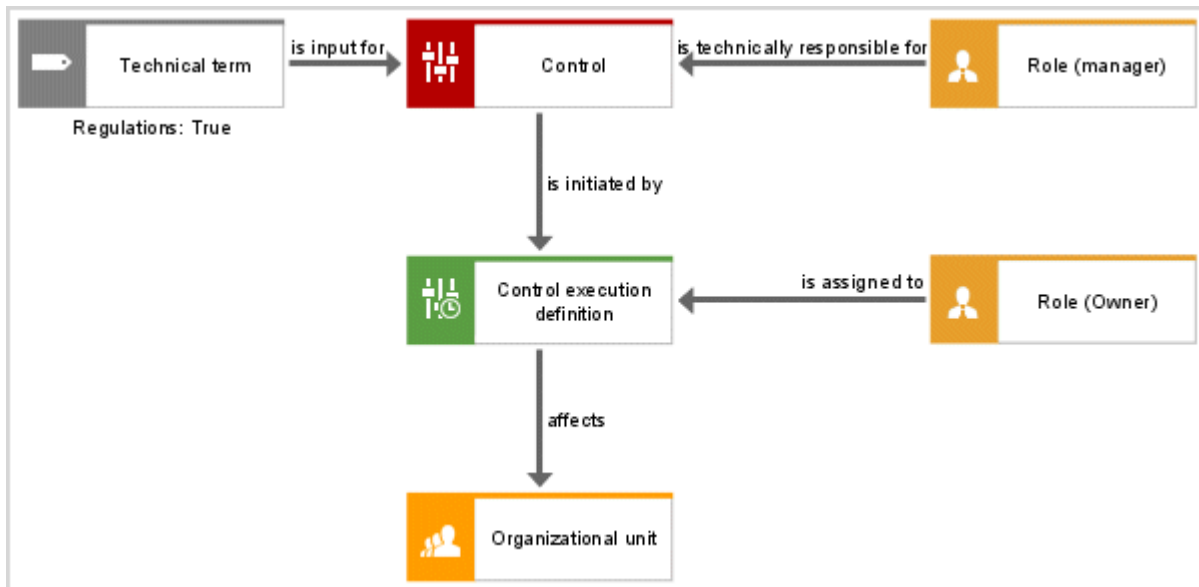 Technical term
is input for
Control
is technically responsible for
Role (manager)
Regulations: True
is initiated by
Control execution
definition
is assigned to
Role (Owner)
affects
Organizational unit